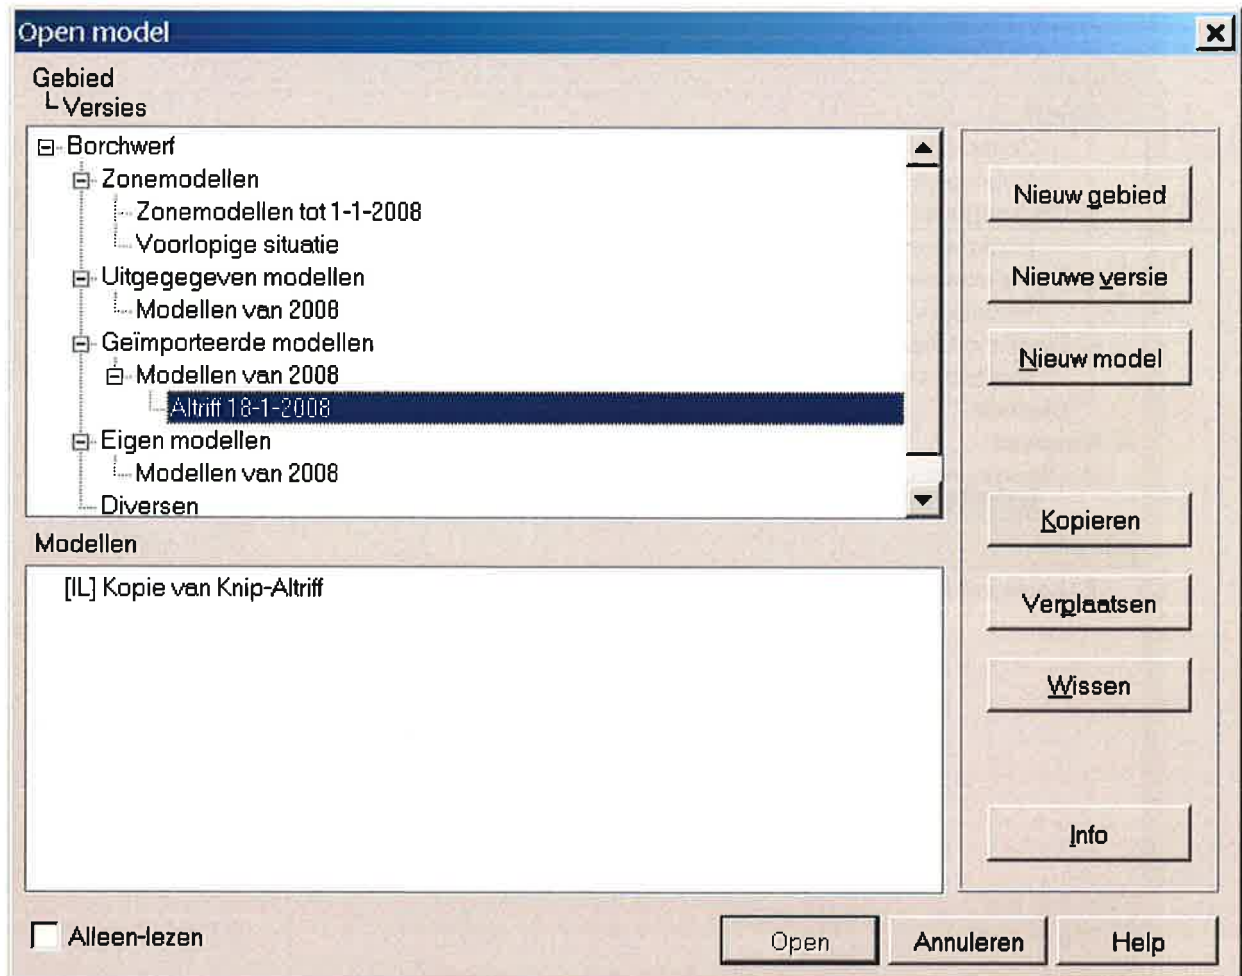 Open model
Gebied
Versies
Borchwerf
Zonemodellen
Zonemodellen tot 1-1-2008
Voorlopige situatie
Uitgegegeven modellen
Modellen van 2008
Geïmporteerde modellen
Modellen van 2008
Altriff 18-1-2008
Eigen modellen
Modellen van 2008
Diversen
Modellen
[IL] Kopie van Knip-Altriff
Nieuw gebied
Nieuwe versie
Nieuw model
Kopieren
Verplaatsen
Wissen
Info
Alleen-lezen
Open
Annuleren
Help